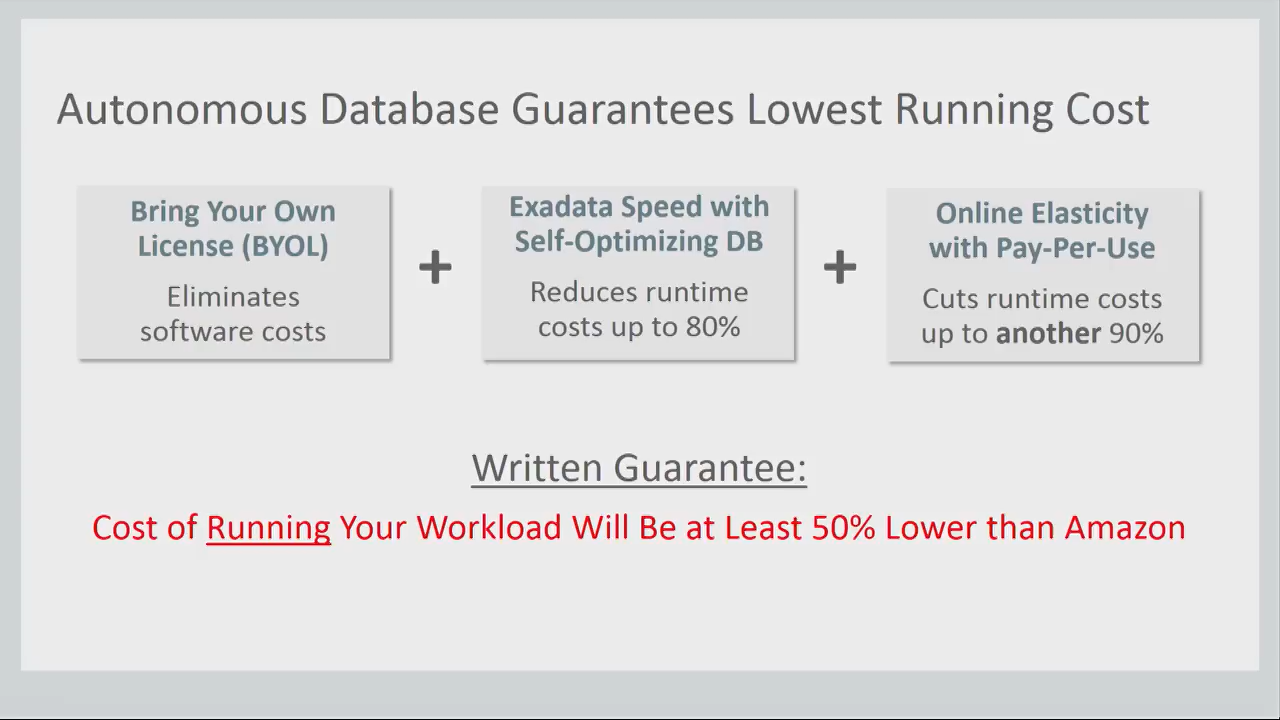 Autonomous Database Guarantees Lowest Running Cost
Bring Your Own
License (BYOL)
Eliminates
software costs
+
Exadata Speed with
Self-Optimizing DB
Reduces runtime
costs up to 80%
+
Online Elasticity
with Pay-Per-Use
Cuts runtime costs
up to another 90%
Written Guarantee:
Cost of Running Your Workload Will Be at Least 50% Lower than Amazon